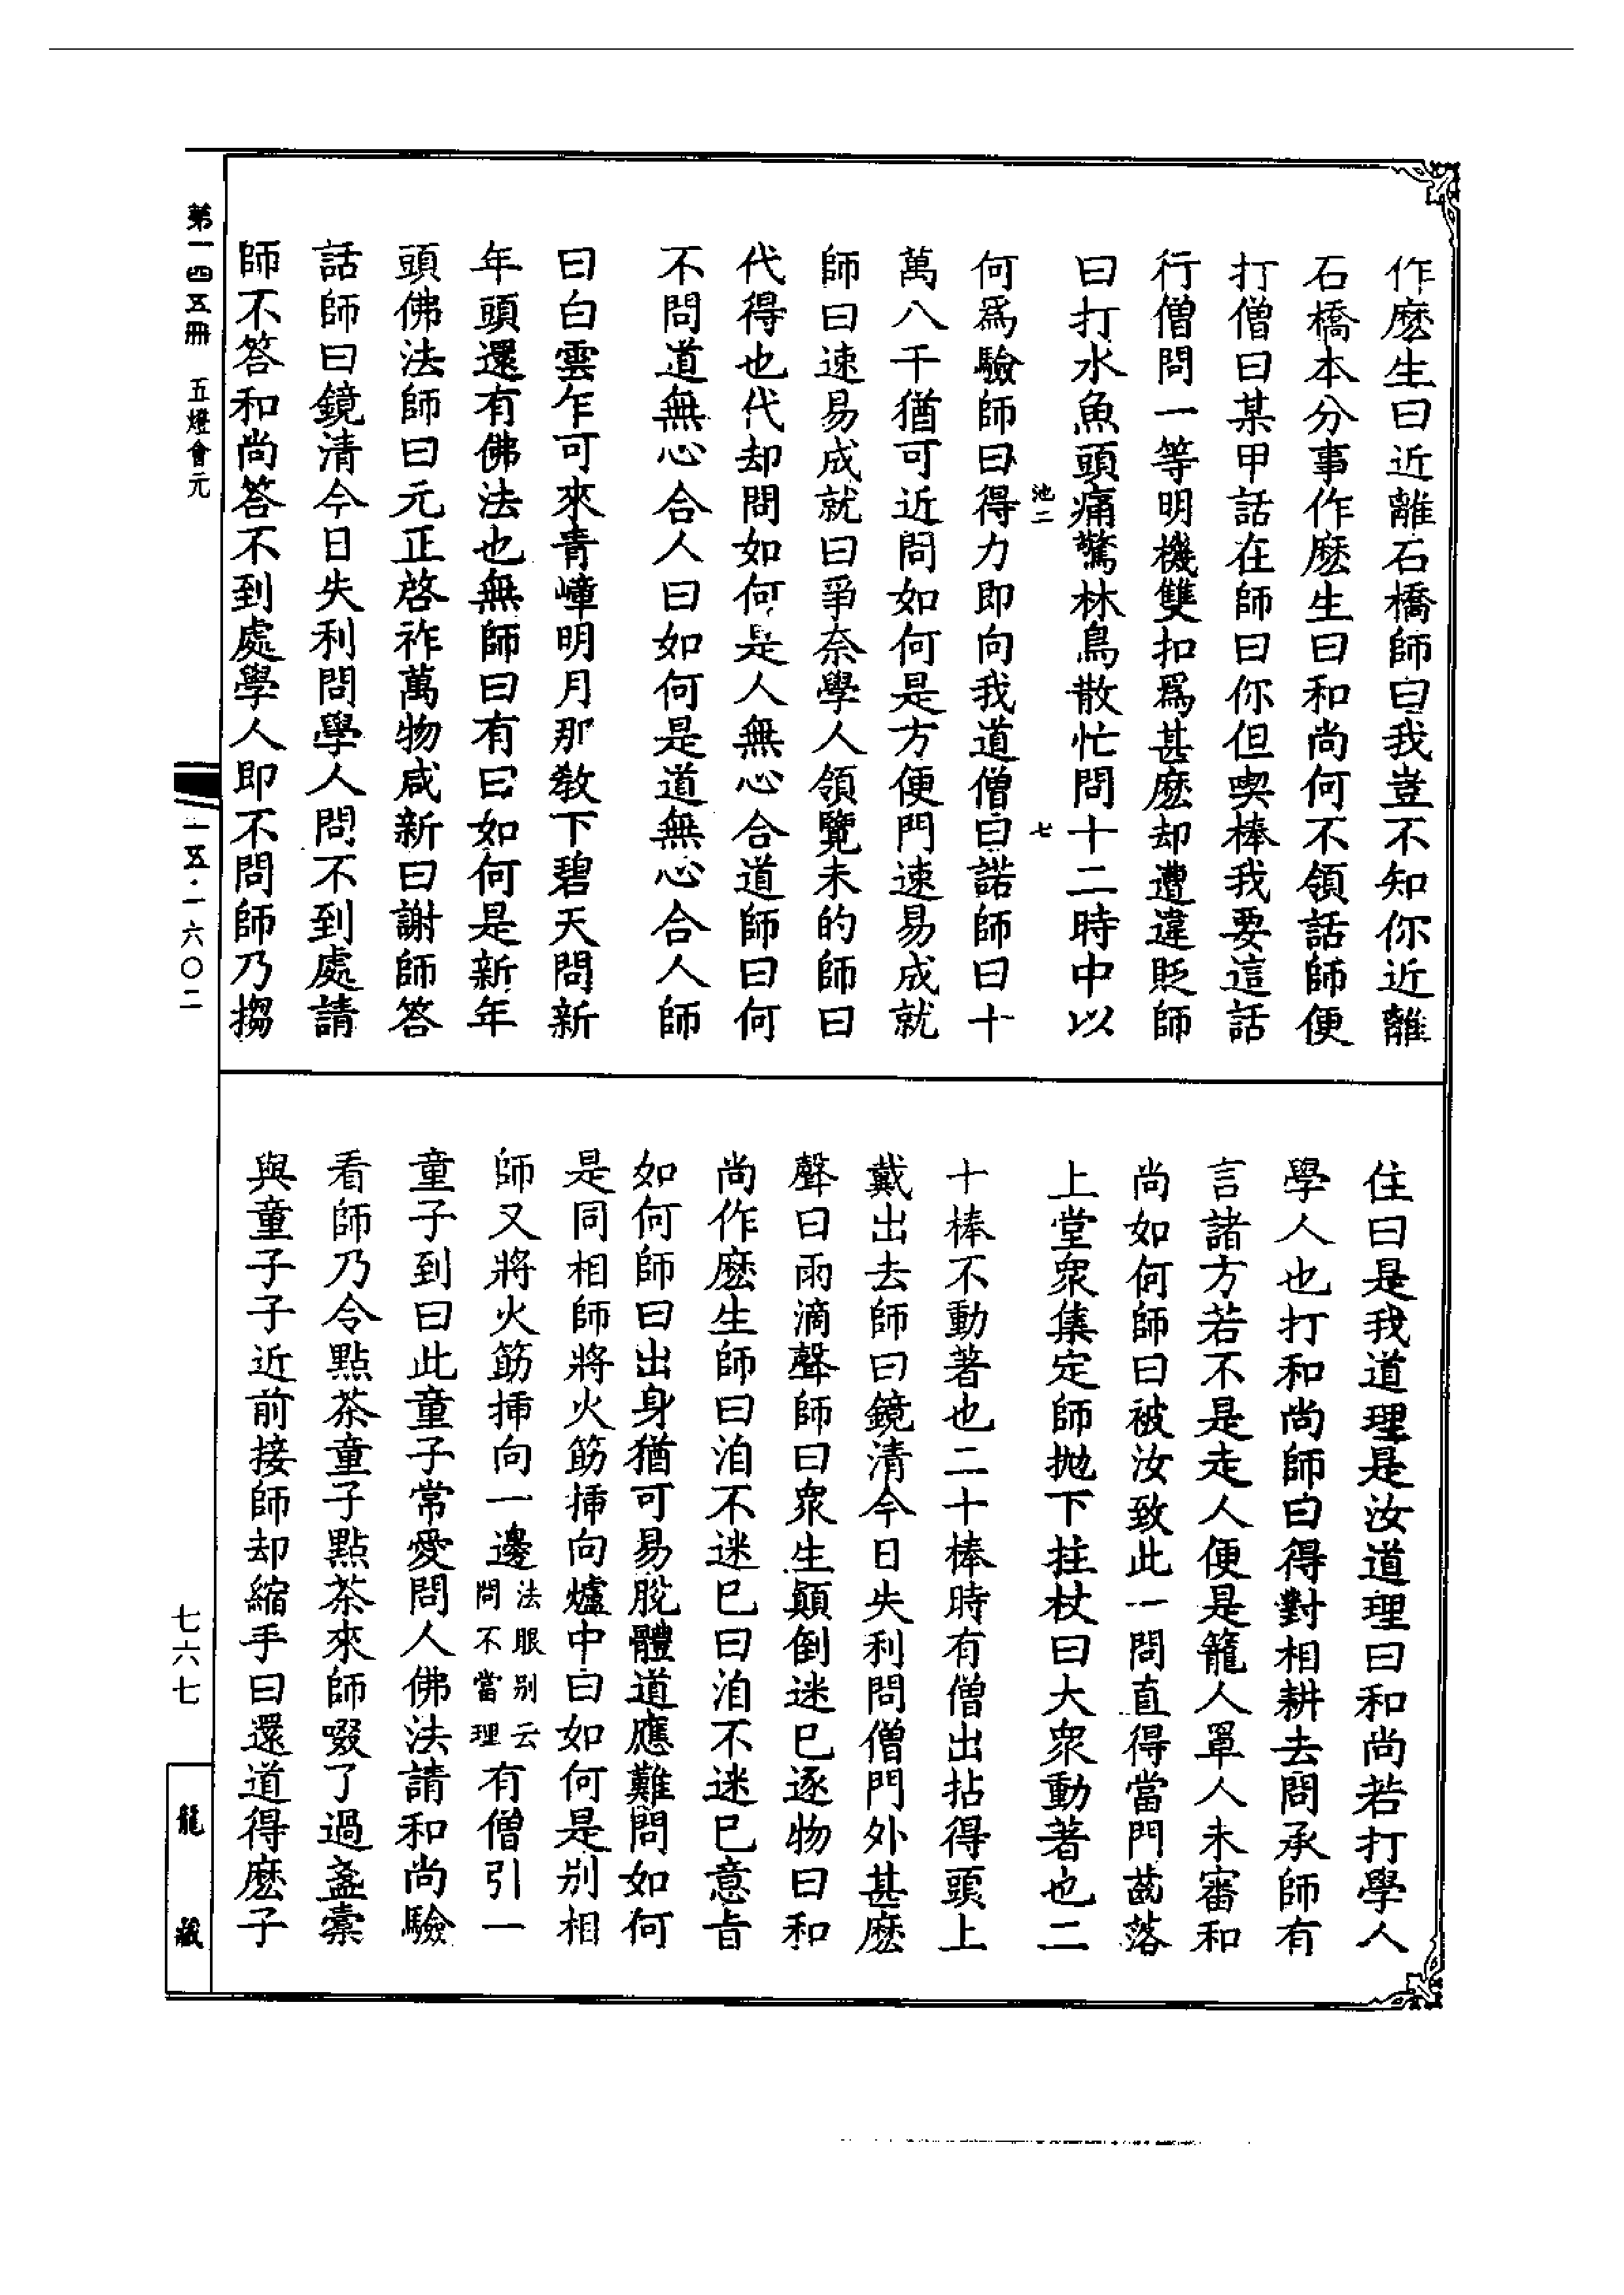 作麽生曰近離石橋師曰我豈不知你近離
石橋本分事作麽生曰和尚何不領話師便
打僧曰某甲話在師曰你但喫棒我要這話
行僧問一等明機雙扣爲甚麽却遭違貶師
曰打水魚頭痛驚林鳥散忙問十二時中以
池二 七
何爲驗師曰得力即向我道僧曰諾師曰十
萬八千猶可近問如何是方便門速易成就
師曰速易成就曰爭奈學人領覽未的師曰
代得也代却問如何是人無心合道師曰何
不問道無心合人曰如何是道無心合人師
曰白雲乍可來青嶂明月那教下碧天問新
年頭還有佛法也無師曰有曰如何是新年
頭佛法師曰元正啓祚萬物咸新曰謝師答
話師曰鏡清今日失利問學人問不到處請
師不答和尚答不到處學人即不問師乃搊
住曰是我道理是汝道理曰和尚若打學人
學人也打和尚師曰得對相耕去問承師有
言諸方若不是走人便是籠人罩人未審和
尚如何師曰被汝致此一問直得當門齒落
上堂衆集定師拋下拄杖曰大衆動著也二
十棒不動著也二十棒時有僧出拈得頭上
戴出去師曰鏡清今日失利問僧門外甚麽
聲曰雨滴聲師曰衆生顛倒迷已逐物曰和
尚作麽生師曰洎不迷已曰洎不迷已意旨
如何師曰出身猶可易脫體道應難問如何
是同相師將火筯揷向爐中曰如何是別相
師又將火筯揷向一邊法眼別云問不當理有僧引一
童子到曰此童子常愛問人佛法請和尚驗
看師乃令點茶童子點茶來師啜了過盞橐
與童子子近前接師却縮手曰還道得麽子
第一四五冊 五燈會元
一五·一六〇二
七六七
龍藏